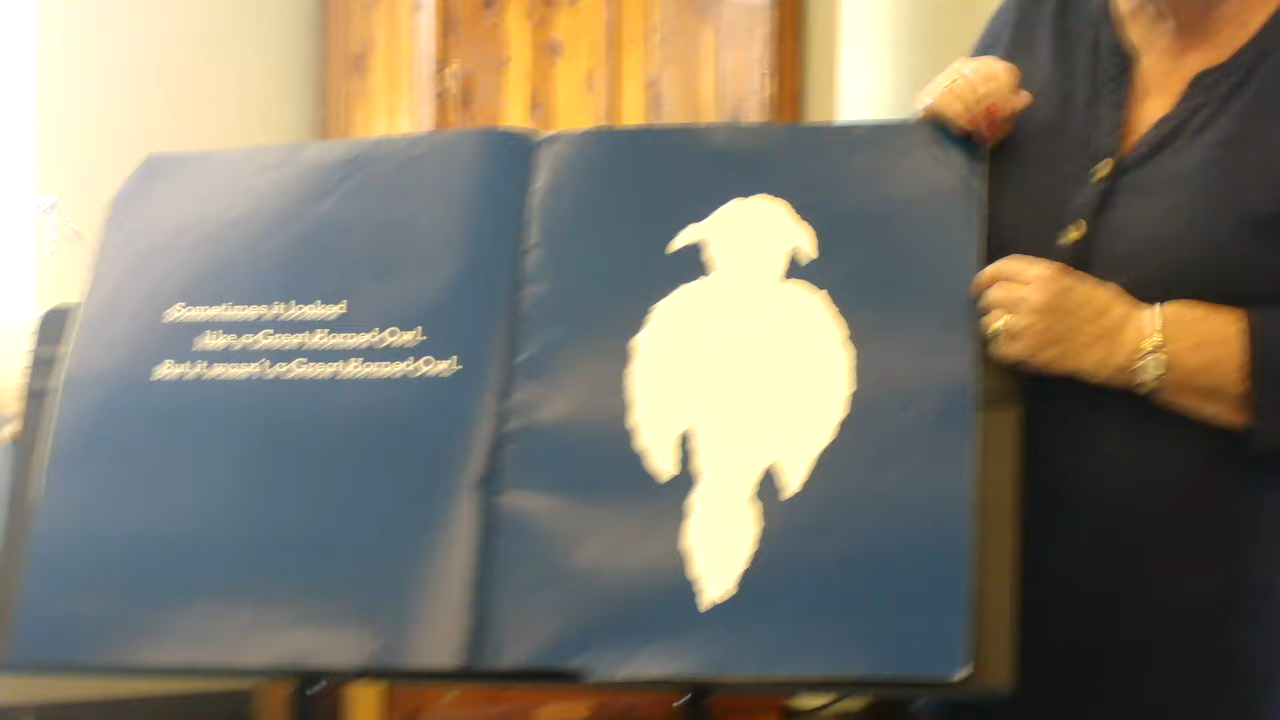 Sometimes it looked
like a Great Horned Owl.
But it wasn't a Great Horned Owl.